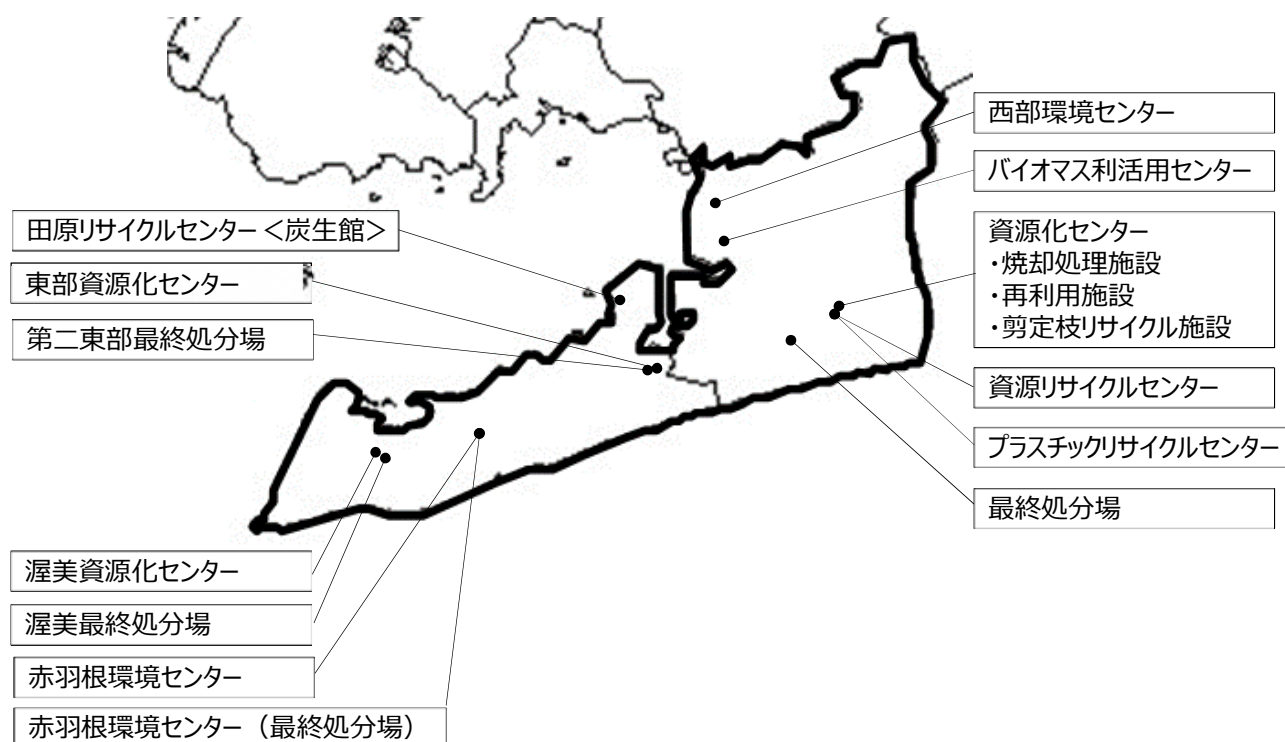 西部環境センター
バイオマス利活用センター
資源化センター
・焼却処理施設
・再利用施設
・剪定枝リサイクル施設
資源リサイクルセンター
プラスチックリサイクルセンター
最終処分場
田原リサイクルセンター＜炭生館＞
東部資源化センター
第二東部最終処分場
渥美資源化センター
渥美最終処分場
赤羽根環境センター
赤羽根環境センター（最終処分場）